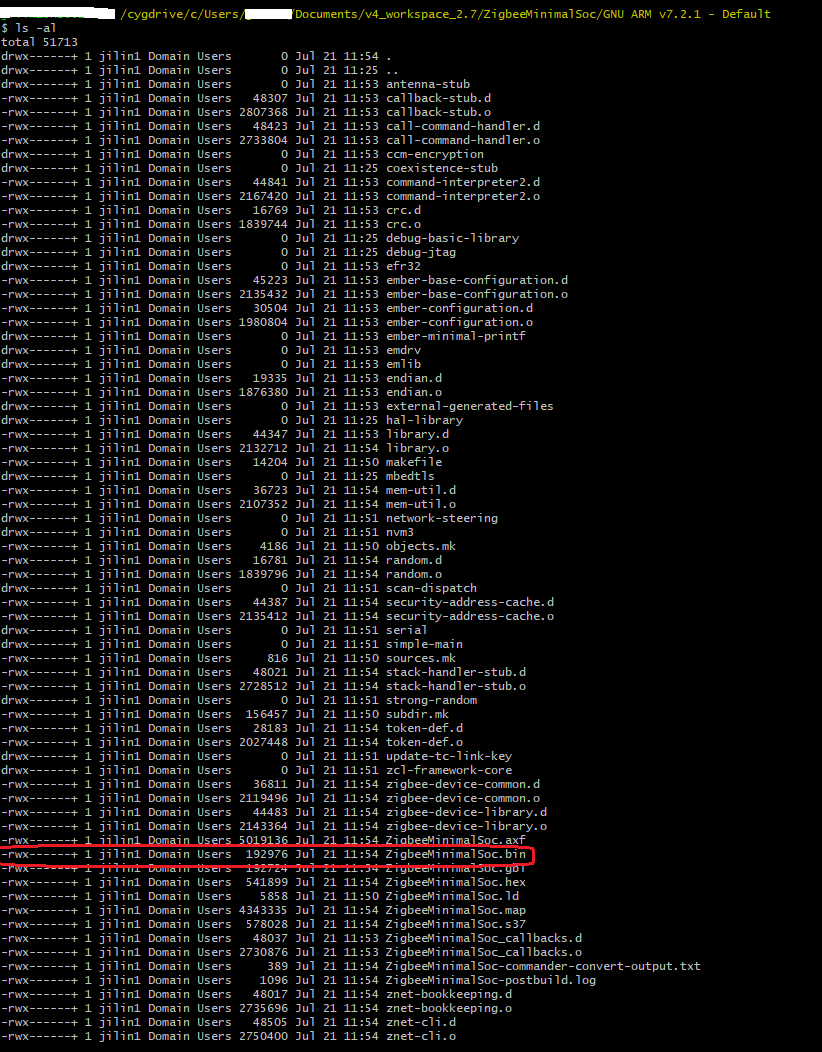 /cygdrive/c/Users/ /Documents/v4_workspace_2.7/ZigbeeMinimalSoc/GNU ARM v7.2.1 - Default
$ ls -al
total 51713
drwx------+ 1 jilin1 Domain Users 0 Jul 21 11:54 .
drwx------+ 1 jilin1 Domain Users 0 Jul 21 11:25 ..
drwx------+ 1 jilin1 Domain Users 0 Jul 21 11:53 antenna-stub
-rwx------+ 1 jilin1 Domain Users 48307 Jul 21 11:53 callback-stub.d
-rwx------+ 1 jilin1 Domain Users 2807368 Jul 21 11:53 callback-stub.o
-rwx------+ 1 jilin1 Domain Users 48423 Jul 21 11:53 call-command-handler.d
-rwx------+ 1 jilin1 Domain Users 2733804 Jul 21 11:53 call-command-handler.o
drwx------+ 1 jilin1 Domain Users 0 Jul 21 11:53 ccm-encryption
drwx------+ 1 jilin1 Domain Users 0 Jul 21 11:25 coexistence-stub
-rwx------+ 1 jilin1 Domain Users 44841 Jul 21 11:53 command-interpreter2.d
-rwx------+ 1 jilin1 Domain Users 2167420 Jul 21 11:53 command-interpreter2.o
-rwx------+ 1 jilin1 Domain Users 16769 Jul 21 11:53 crc.d
-rwx------+ 1 jilin1 Domain Users 1839744 Jul 21 11:53 crc.o
drwx------+ 1 jilin1 Domain Users 0 Jul 21 11:25 debug-basic-library
drwx------+ 1 jilin1 Domain Users 0 Jul 21 11:25 debug-jtag
drwx------+ 1 jilin1 Domain Users 0 Jul 21 11:53 efr32
-rwx------+ 1 jilin1 Domain Users 45223 Jul 21 11:53 ember-base-configuration.d
-rwx------+ 1 jilin1 Domain Users 2135432 Jul 21 11:53 ember-base-configuration.o
-rwx------+ 1 jilin1 Domain Users 30504 Jul 21 11:53 ember-configuration.d
-rwx------+ 1 jilin1 Domain Users 1980804 Jul 21 11:53 ember-configuration.o
drwx------+ 1 jilin1 Domain Users 0 Jul 21 11:53 ember-minimal-printf
drwx------+ 1 jilin1 Domain Users 0 Jul 21 11:53 emdrv
drwx------+ 1 jilin1 Domain Users 0 Jul 21 11:53 emlib
-rwx------+ 1 jilin1 Domain Users 19335 Jul 21 11:53 endian.d
-rwx------+ 1 jilin1 Domain Users 1876380 Jul 21 11:53 endian.o
drwx------+ 1 jilin1 Domain Users 0 Jul 21 11:53 external-generated-files
drwx------+ 1 jilin1 Domain Users 0 Jul 21 11:25 hal-library
-rwx------+ 1 jilin1 Domain Users 44347 Jul 21 11:53 library.d
-rwx------+ 1 jilin1 Domain Users 2132712 Jul 21 11:54 library.o
-rwx------+ 1 jilin1 Domain Users 14204 Jul 21 11:50 makefile
drwx------+ 1 jilin1 Domain Users 0 Jul 21 11:25 mbedtls
-rwx------+ 1 jilin1 Domain Users 36723 Jul 21 11:54 mem-util.d
-rwx------+ 1 jilin1 Domain Users 2107352 Jul 21 11:54 mem-util.o
drwx------+ 1 jilin1 Domain Users 0 Jul 21 11:51 network-steering
drwx------+ 1 jilin1 Domain Users 0 Jul 21 11:51 nvm3
-rwx------+ 1 jilin1 Domain Users 4186 Jul 21 11:50 objects.mk
-rwx------+ 1 jilin1 Domain Users 16781 Jul 21 11:54 random.d
-rwx------+ 1 jilin1 Domain Users 1839796 Jul 21 11:54 random.o
drwx------+ 1 jilin1 Domain Users 0 Jul 21 11:51 scan-dispatch
-rwx------+ 1 jilin1 Domain Users 44387 Jul 21 11:54 security-address-cache.d
-rwx------+ 1 jilin1 Domain Users 2135412 Jul 21 11:54 security-address-cache.o
drwx------+ 1 jilin1 Domain Users 0 Jul 21 11:51 serial
drwx------+ 1 jilin1 Domain Users 0 Jul 21 11:51 simple-main
-rwx------+ 1 jilin1 Domain Users 816 Jul 21 11:50 sources.mk
-rwx------+ 1 jilin1 Domain Users 48021 Jul 21 11:54 stack-handler-stub.d
-rwx------+ 1 jilin1 Domain Users 2728512 Jul 21 11:54 stack-handler-stub.o
drwx------+ 1 jilin1 Domain Users 0 Jul 21 11:51 strong-random
-rwx------+ 1 jilin1 Domain Users 156457 Jul 21 11:50 subdir.mk
-rwx------+ 1 jilin1 Domain Users 28183 Jul 21 11:54 token-def.d
-rwx------+ 1 jilin1 Domain Users 2027448 Jul 21 11:54 token-def.o
drwx------+ 1 jilin1 Domain Users 0 Jul 21 11:51 update-tc-link-key
drwx------+ 1 jilin1 Domain Users 0 Jul 21 11:51 zcl-framework-core
-rwx------+ 1 jilin1 Domain Users 36811 Jul 21 11:54 zigbee-device-common.d
-rwx------+ 1 jilin1 Domain Users 2119496 Jul 21 11:54 zigbee-device-common.o
-rwx------+ 1 jilin1 Domain Users 44483 Jul 21 11:54 zigbee-device-library.d
-rwx------+ 1 jilin1 Domain Users 2143364 Jul 21 11:54 zigbee-device-library.o
-rwx------+ 1 jilin1 Domain Users 5019136 Jul 21 11:54 ZigbeeMinimalSoc.axf
-rwx------+ 1 jilin1 Domain Users 192976 Jul 21 11:54 ZigbeeMinimalSoc.bin
-rwx------+ 1 jilin1 Domain Users 192724 Jul 21 11:54 ZigbeeMinimalSoc.gbl
-rwx------+ 1 jilin1 Domain Users 541899 Jul 21 11:54 ZigbeeMinimalSoc.hex
-rwx------+ 1 jilin1 Domain Users 5858 Jul 21 11:50 ZigbeeMinimalSoc.ld
-rwx------+ 1 jilin1 Domain Users 4343335 Jul 21 11:54 ZigbeeMinimalSoc.map
-rwx------+ 1 jilin1 Domain Users 578028 Jul 21 11:54 ZigbeeMinimalSoc.s37
-rwx------+ 1 jilin1 Domain Users 48037 Jul 21 11:53 ZigbeeMinimalSoc_callbacks.d
-rwx------+ 1 jilin1 Domain Users 2730876 Jul 21 11:53 ZigbeeMinimalSoc_callbacks.o
-rwx------+ 1 jilin1 Domain Users 389 Jul 21 11:54 ZigbeeMinimalSoc-commander-convert-output.txt
-rwx------+ 1 jilin1 Domain Users 1096 Jul 21 11:54 ZigbeeMinimalSoc-postbuild.log
-rwx------+ 1 jilin1 Domain Users 48017 Jul 21 11:54 znet-bookkeeping.d
-rwx------+ 1 jilin1 Domain Users 2735696 Jul 21 11:54 znet-bookkeeping.o
-rwx------+ 1 jilin1 Domain Users 48505 Jul 21 11:54 znet-cli.d
-rwx------+ 1 jilin1 Domain Users 2750400 Jul 21 11:54 znet-cli.o